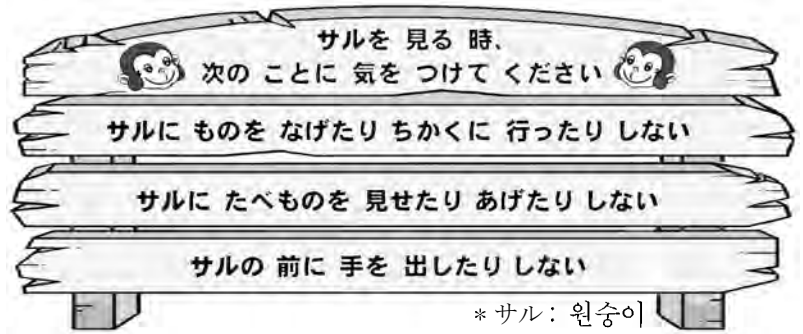 サルを 見る 時、
次の ことに 気を つけて ください
サルに ものを なげたり ちかくに 行ったり しない
サルに たべものを 見せたり あげたり しない
サルの 前に 手を 出したり しない
* サル : 원숭이